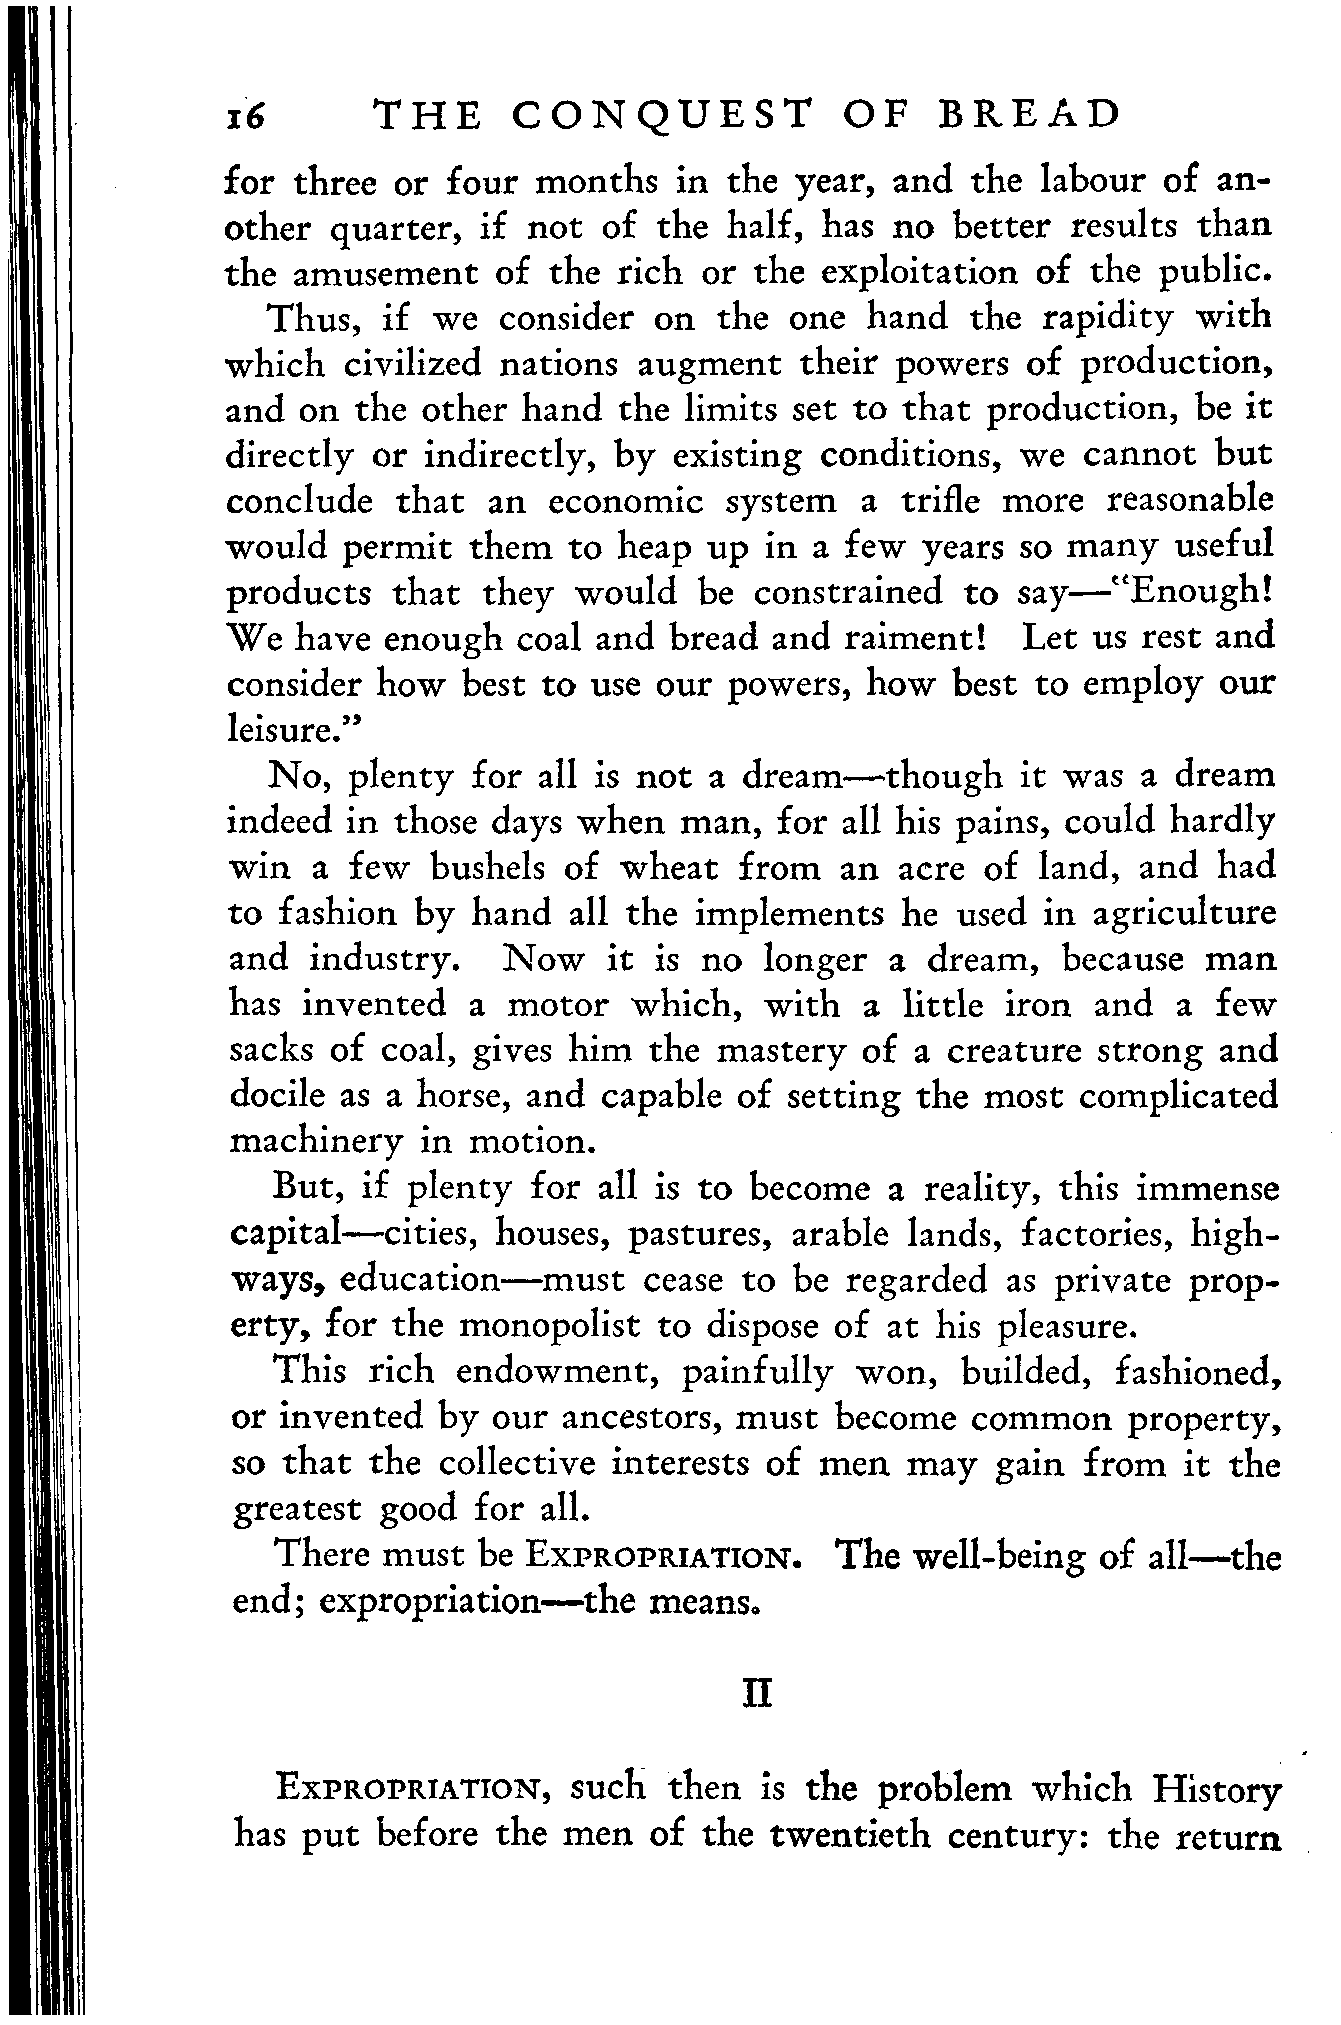 16 THE CONQUEST OF BREAD
for three or four months in the year, and the labour of an-
other quarter, if not of the half, has no better results than
the amusement of the rich or the exploitation of the public.
Thus, if we consider on the one hand the rapidity with
which civilized nations augment their powers of production,
and on the other hand the limits set to that production, be it
directly or indirectly, by existing conditions, we cannot but
conclude that an economic system a trifle more reasonable
would permit them to heap up in a few years so many useful
products that they would be constrained to say—"Enough!
We have enough coal and bread and raiment! Let us rest and
consider how best to use our powers, how best to employ our
leisure."
No, plenty for all is not a dream—though it was a dream
indeed in those days when man, for all his pains, could hardly
win a few bushels of wheat from an acre of land, and had
to fashion by hand all the implements he used in agriculture
and industry. Now it is no longer a dream, because man
has invented a motor which, with a little iron and a few
sacks of coal, gives him the mastery of a creature strong and
docile as a horse, and capable of setting the most complicated
machinery in motion.
But, if plenty for all is to become a reality, this immense
capital—cities, houses, pastures, arable lands, factories, high-
ways, education—must cease to be regarded as private prop-
erty, for the monopolist to dispose of at his pleasure.
This rich endowment, painfully won, builded, fashioned,
or invented by our ancestors, must become common property,
so that the collective interests of men may gain from it the
greatest good for all.
There must be EXPROPRIATION. The well-being of all—the
end; expropriation—the means.
II
EXPROPRIATION, such then is the problem which History
has put before the men of the twentieth century: the return